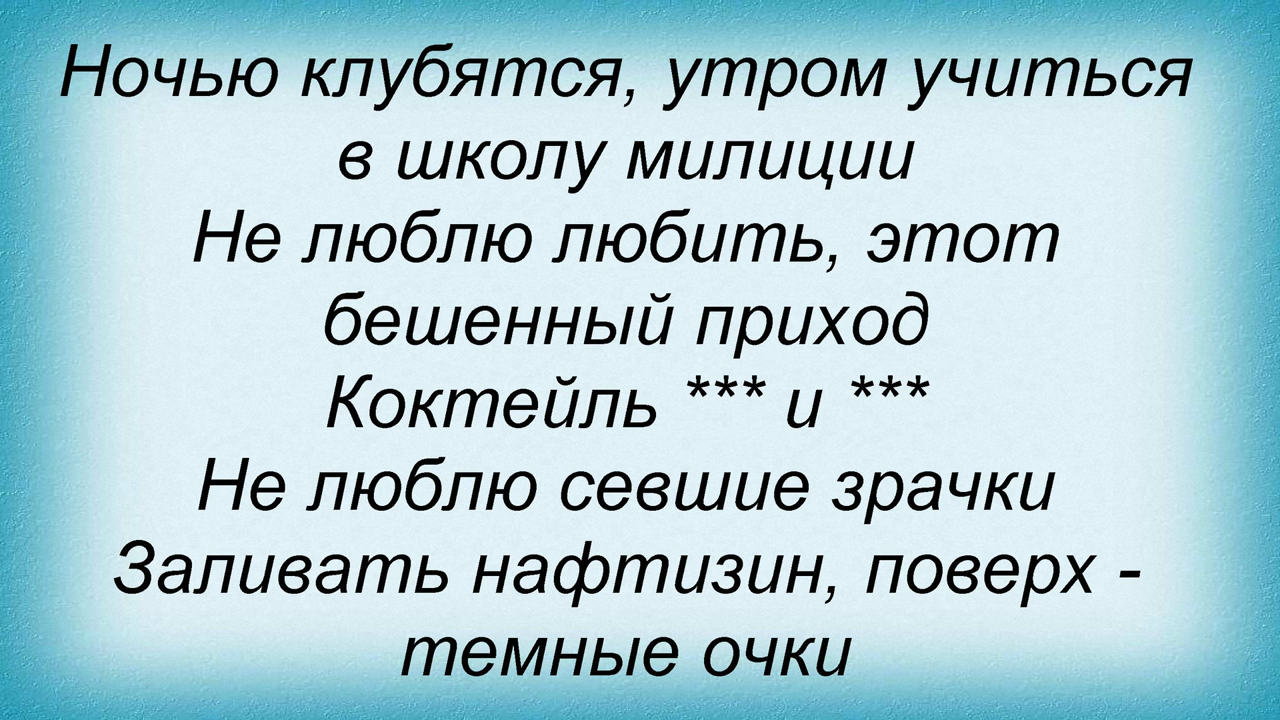 Ночью клубятся, утром учиться
в школу милиции
Не люблю любить, этот
бешенный приход
Коктейль *** и ***
Не люблю севшие зрачки
Заливать нафтизин, поверх -
темные очки